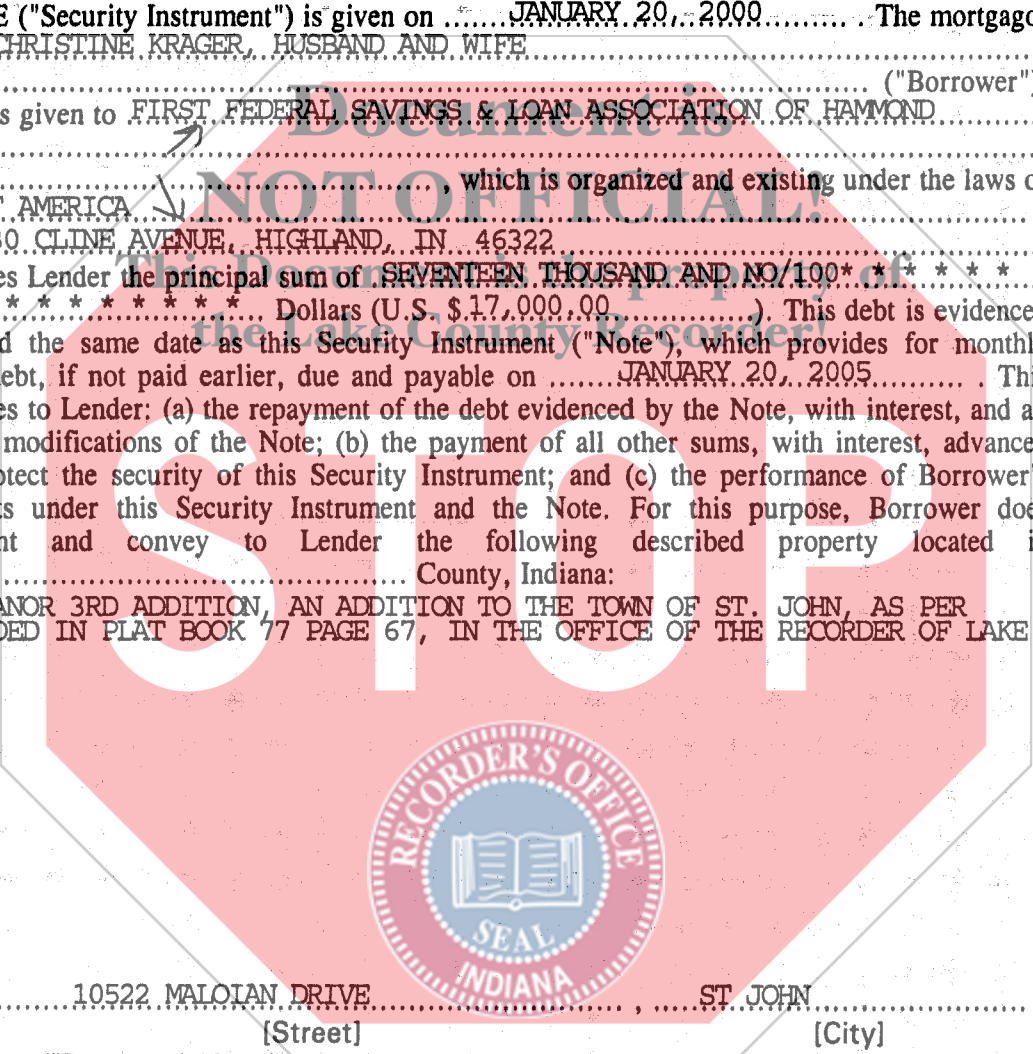 E ("Security Instrument") is given on .......JANUARY 20, 2000.......... The mortgago
CHRISTINE KRAGER, HUSBAND AND WIFE
("Borrower")
s given to FIRST FEDERAL SAVINGS & LOAN ASSOCIATION OF HAMMOND
Document is
, which is organized and existing under the laws o
NOT OFFICIAL!
AMERICA
0 CLINE AVENUE, HIGHLAND, IN 46322
es Lender the principal sum of SEVENTEEN THOUSAND AND NO/100* * * * * * *
This Document is the property of
* * * * * * * * * * Dollars (U.S. $ 17,000.00 ............). This debt is evidence
the Lake County Recorder!
d the same date as this Security Instrument ("Note"), which provides for monthl
ebt, if not paid earlier, due and payable on .......JANUARY 20, 2005.......... . Thi
es to Lender: (a) the repayment of the debt evidenced by the Note, with interest, and a
modifications of the Note; (b) the payment of all other sums, with interest, advance
otect the security of this Security Instrument; and (c) the performance of Borrower'
ts under this Security Instrument and the Note. For this purpose, Borrower doe
nt and convey to Lender the following described property located i
.......................................... County, Indiana:
ANOR 3RD ADDITION, AN ADDITION TO THE TOWN OF ST. JOHN, AS PER
DED IN PLAT BOOK 77 PAGE 67, IN THE OFFICE OF THE RECORDER OF LAKE
STOP
RECORDER'S OFFICE
SEAL
INDIANA
10522 MALOIAN DRIVE , ST JOHN
[Street] [City]